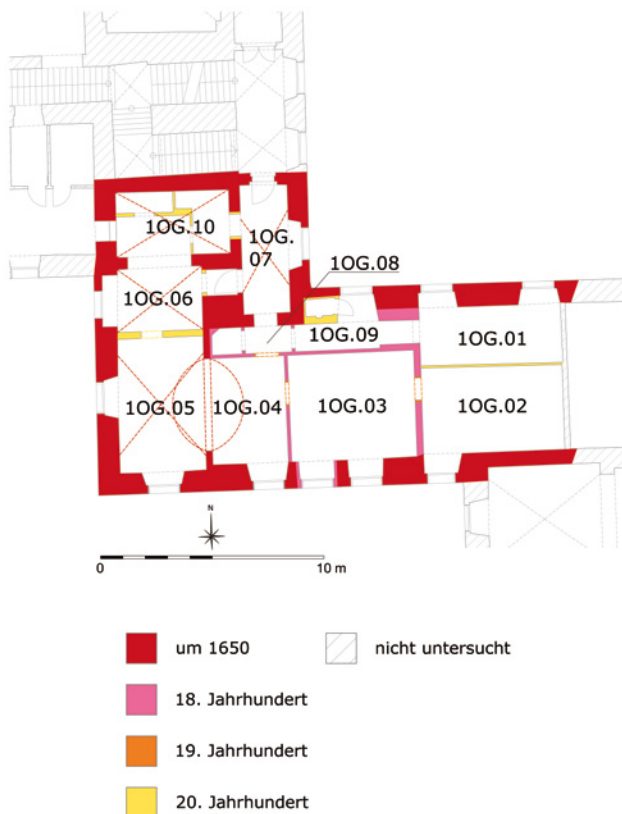 1OG.10
1OG.
07
1OG.08
1OG.06
1OG.09
1OG.01
1OG.05
1OG.04
1OG.03
1OG.02
N
0
10 m
um 1650
nicht untersucht
18. Jahrhundert
19. Jahrhundert
20. Jahrhundert